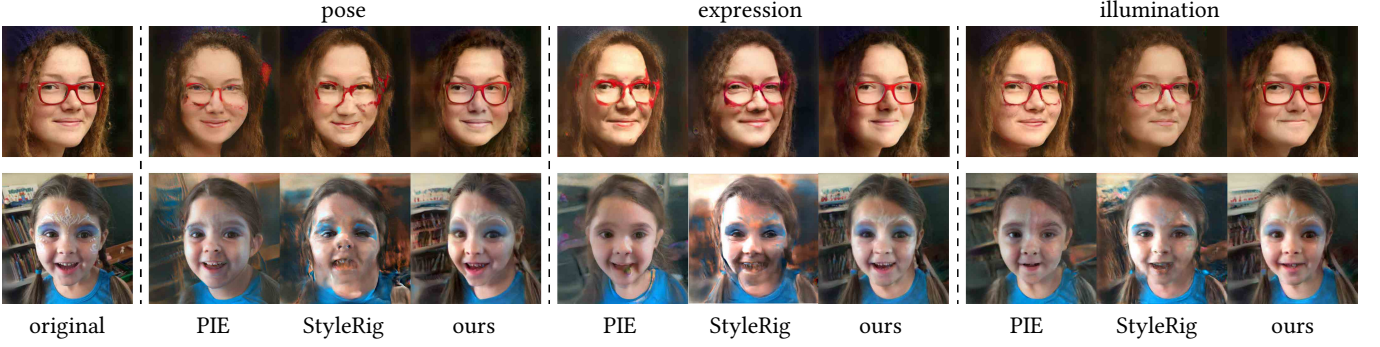 pose expression illumination
original PIE StyleRig ours PIE StyleRig ours PIE StyleRig ours